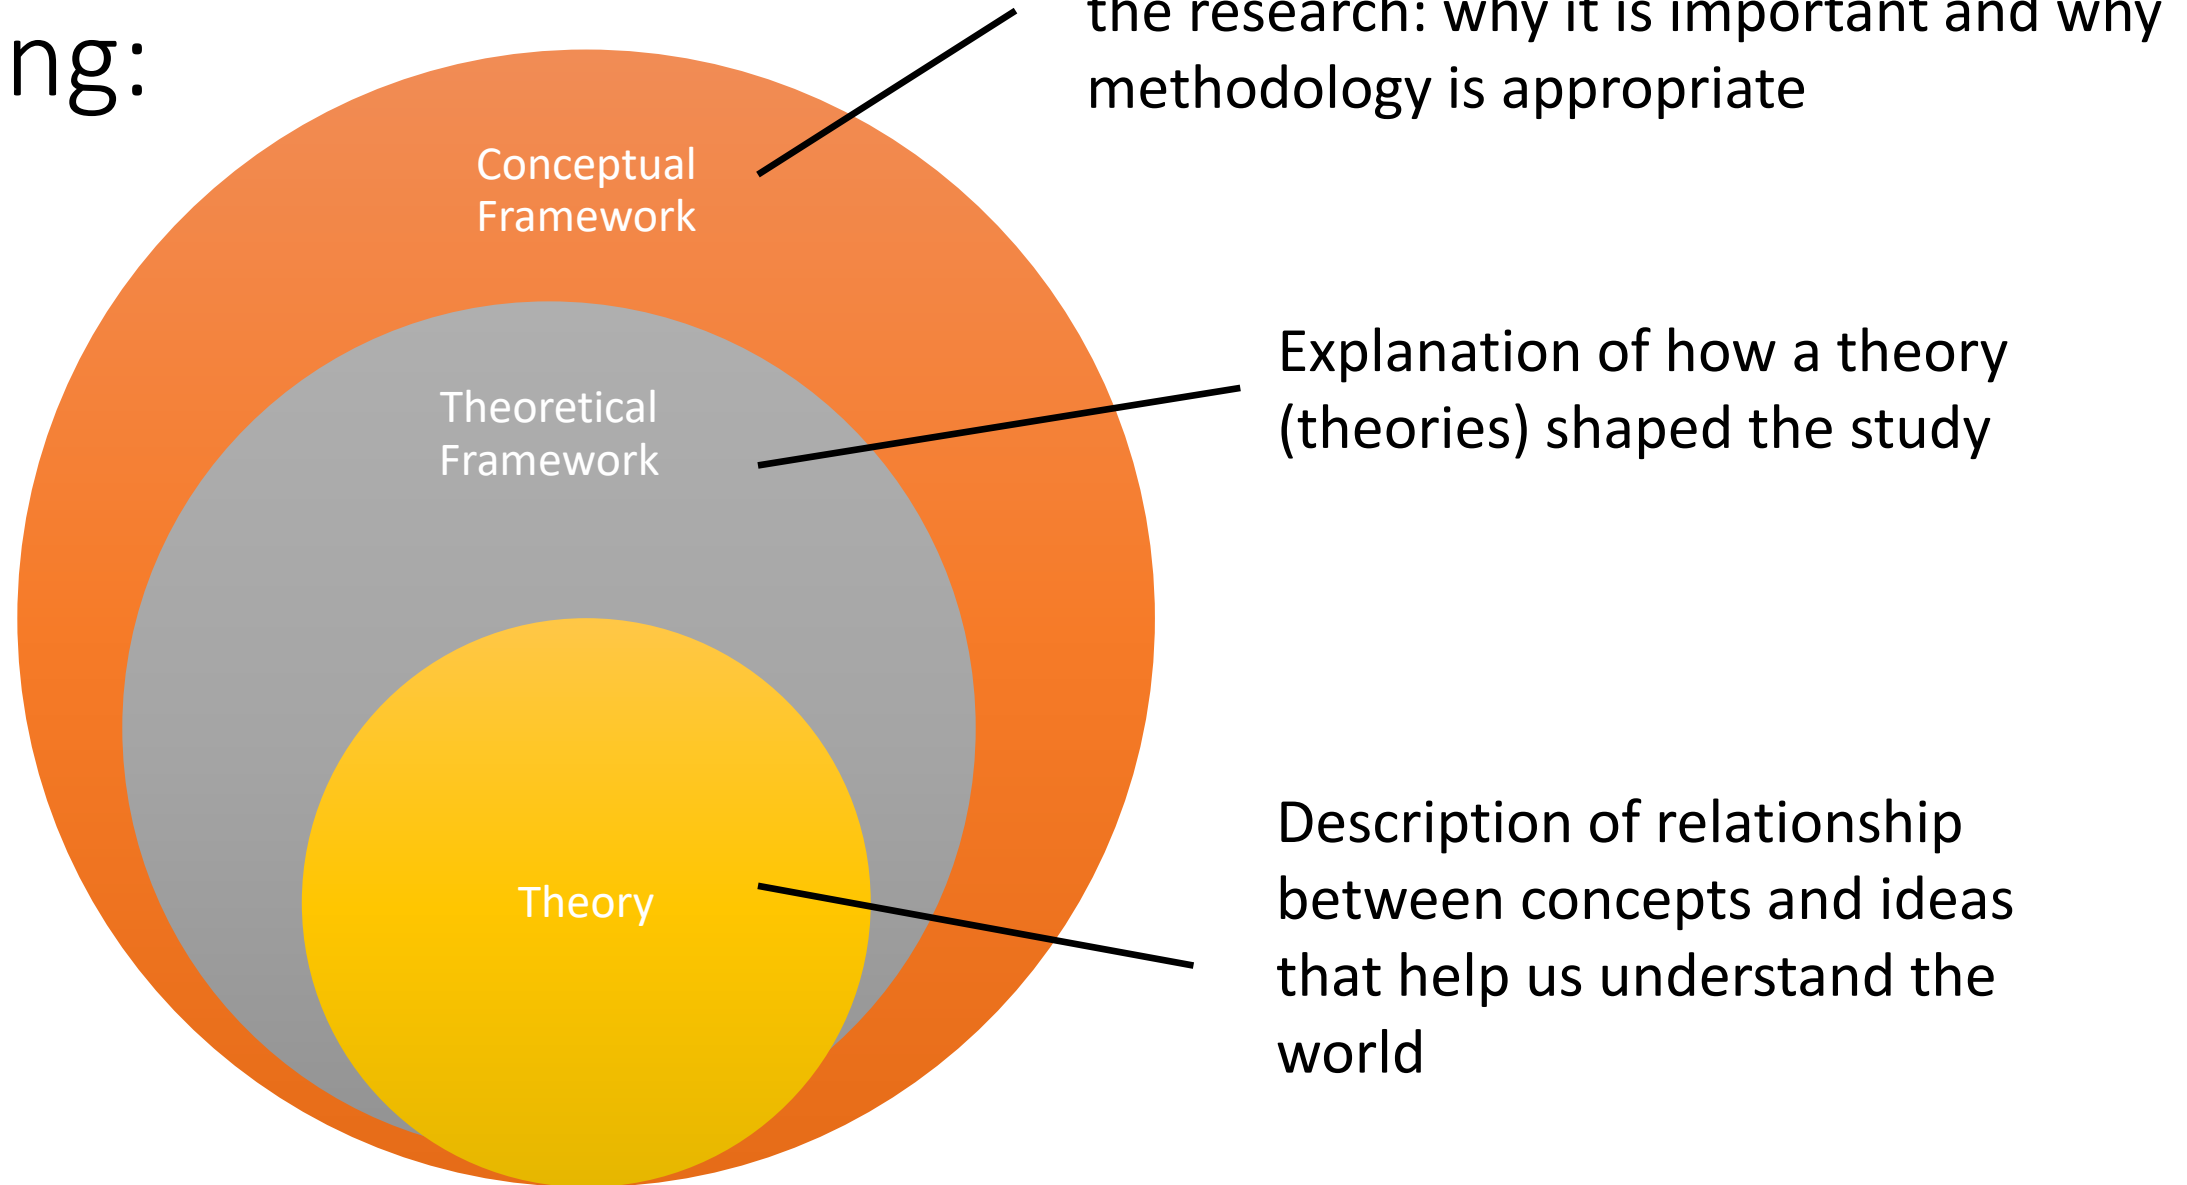 ng:
the research: why it is important and why
methodology is appropriate
Conceptual
Framework
Explanation of how a theory
(theories) shaped the study
Theoretical
Framework
Description of relationship
between concepts and ideas
that help us understand the
world
Theory